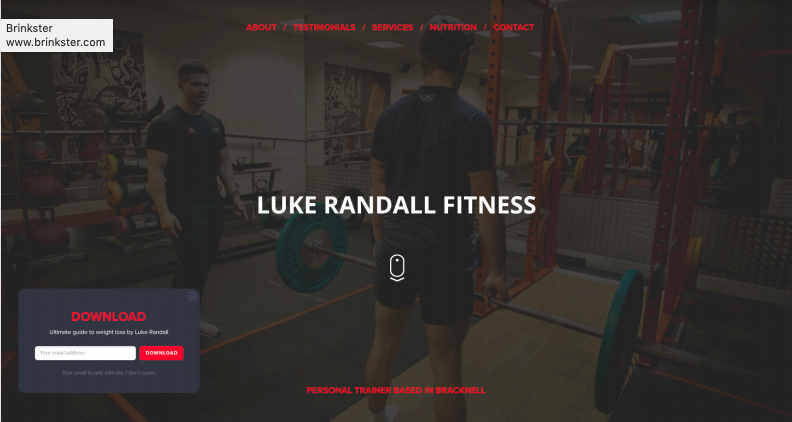 Brinkster
www.brinkster.com
ABOUT / TESTIMONIALS / SERVICES / NUTRITION / CONTACT
LUKE RANDALL FITNESS
DOWNLOAD
Ultimate guide to weight loss by Luke Randall
Your email address
DOWNLOAD
Your email is safe with me, I don't spam.
PERSONAL TRAINER BASED IN BRACKNELL